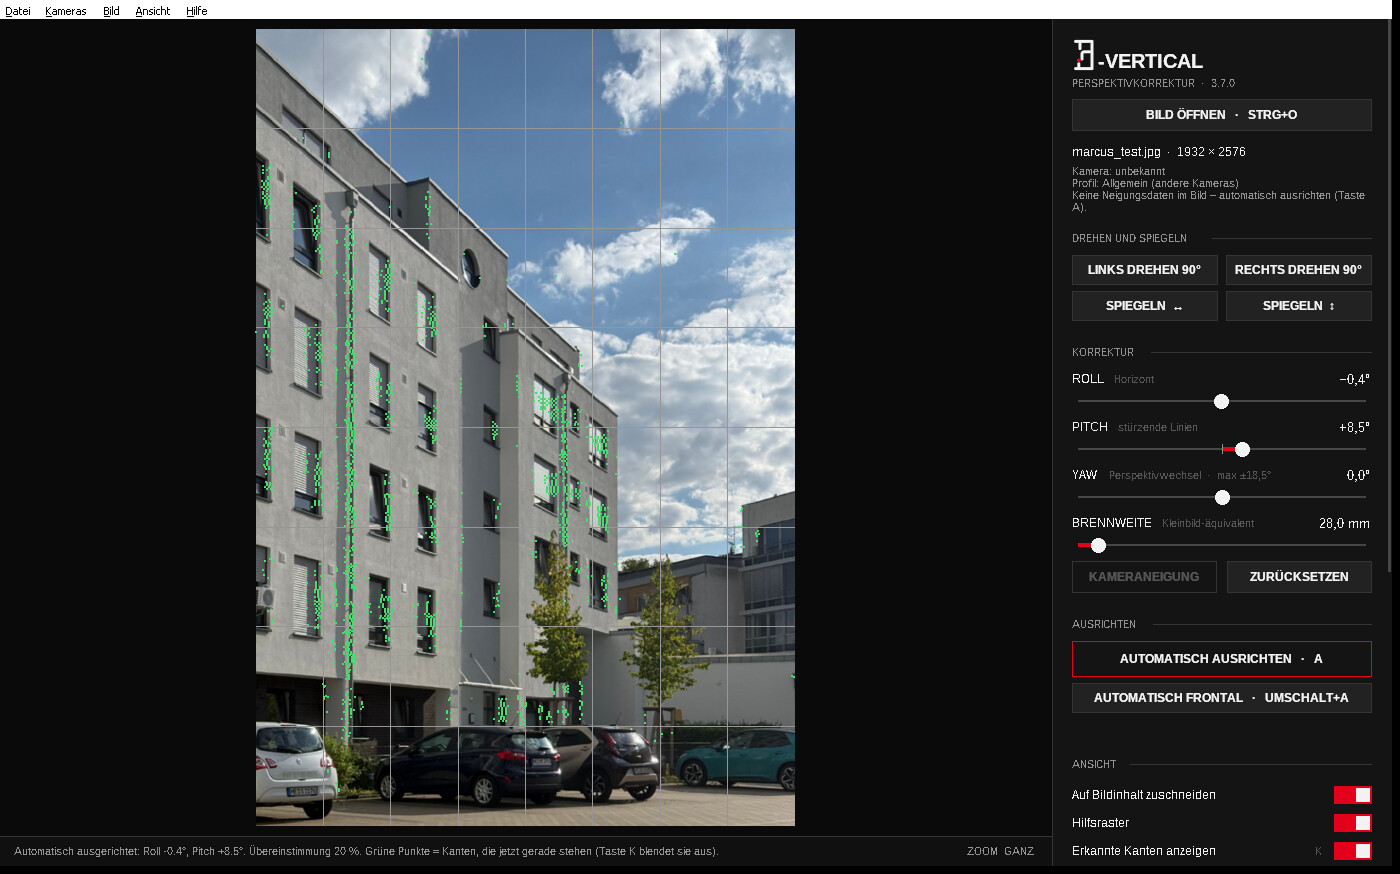 Datei Kameras Bild Ansicht Hilfe
-VERTICAL
PERSPEKTIVKORREKTUR · 3.7.0
BILD ÖFFNEN · STRG+O
marcus_test.jpg · 1932 × 2576
Kamera: unbekannt
Profil: Allgemein (andere Kameras)
Keine Neigungsdaten im Bild – automatisch ausrichten (Taste
A).
DREHEN UND SPIEGELN
LINKS DREHEN 90° RECHTS DREHEN 90°
SPIEGELN ↔ SPIEGELN ↕
KORREKTUR
ROLL Horizont −0,4°
PITCH stürzende Linien +8,5°
YAW Perspektivwechsel · max ±18,5° 0,0°
BRENNWEITE Kleinbild-äquivalent 28,0 mm
KAMERANEIGUNG ZURÜCKSETZEN
AUSRICHTEN
AUTOMATISCH AUSRICHTEN · A
AUTOMATISCH FRONTAL · UMSCHALT+A
ANSICHT
Auf Bildinhalt zuschneiden
Hilfsraster
Erkannte Kanten anzeigen K
Automatisch ausgerichtet: Roll -0.4°, Pitch +8.5°. Übereinstimmung 20 %. Grüne Punkte = Kanten, die jetzt gerade stehen (Taste K blendet sie aus).
ZOOM GANZ